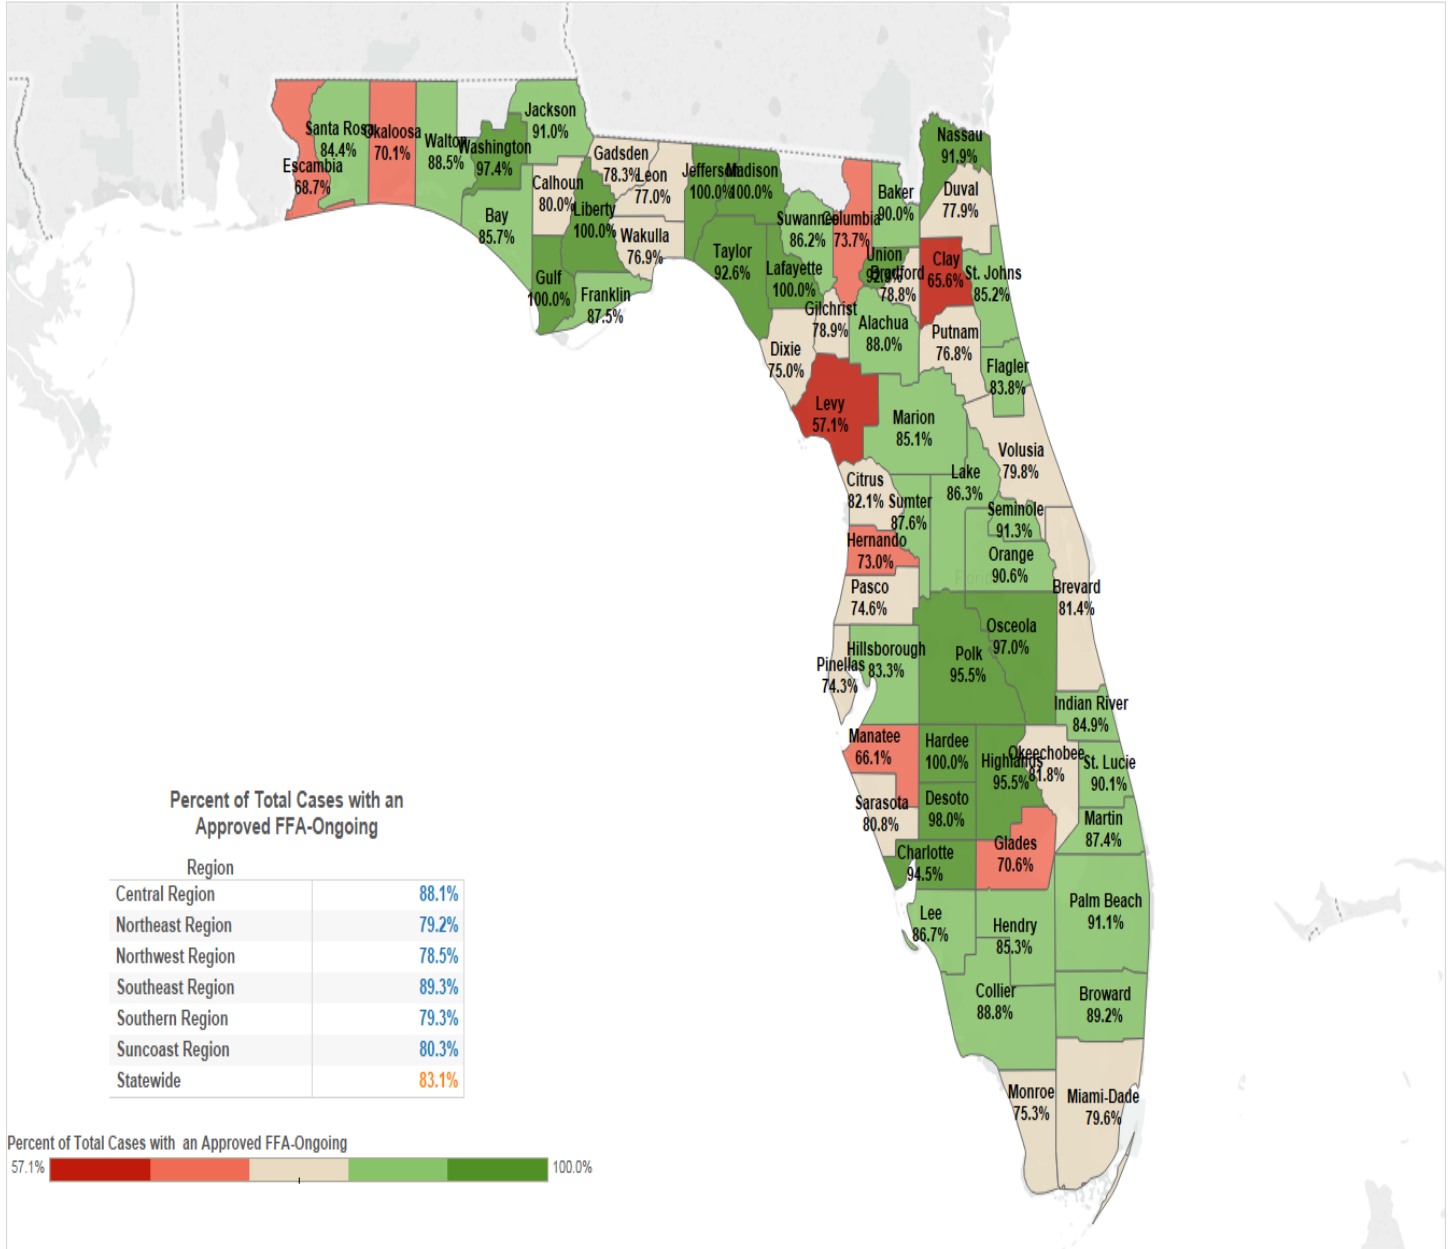 Jackson
91.0%
Santa Rosa
84.4%
Okaloosa
70.1%
Walton
88.5%
Washington
97.4%
Escambia
68.7%
Nassau
91.9%
Gadsden
78.3%
Leon
77.0%
Jefferson
100.0%
Madison
100.0%
Calhoun
80.0%
Baker
90.0%
Duval
77.9%
Bay
85.7%
Liberty
100.0%
Wakulla
76.9%
Suwannee
86.2%
Columbia
73.7%
Taylor
92.6%
Lafayette
100.0%
Union
Bradford
78.8%
Clay
65.6%
St. Johns
85.2%
Gulf
100.0%
Franklin
87.5%
Gilchrist
78.9%
Alachua
88.0%
Putnam
76.8%
Dixie
75.0%
Flagler
83.8%
Levy
57.1%
Marion
85.1%
Volusia
79.8%
Lake
86.3%
Citrus
82.1%
Sumter
87.6%
Seminole
91.3%
Hernando
73.0%
Orange
90.6%
Pasco
74.6%
Brevard
81.4%
Osceola
97.0%
Hillsborough
83.3%
Polk
95.5%
Pinellas
74.3%
Indian River
84.9%
Manatee
66.1%
Hardee
100.0%
Highlands
95.5%
Okeechobee
81.8%
St. Lucie
90.1%
Sarasota
80.8%
Desoto
98.0%
Martin
87.4%
Glades
70.6%
Charlotte
94.5%
Palm Beach
91.1%
Lee
86.7%
Hendry
85.3%
Collier
88.8%
Broward
89.2%
Monroe
75.3%
Miami-Dade
79.6%
Percent of Total Cases with an
Approved FFA-Ongoing
Region
Central Region 88.1%
Northeast Region 79.2%
Northwest Region 78.5%
Southeast Region 89.3%
Southern Region 79.3%
Suncoast Region 80.3%
Statewide 83.1%
Percent of Total Cases with an Approved FFA-Ongoing
57.1% 100.0%